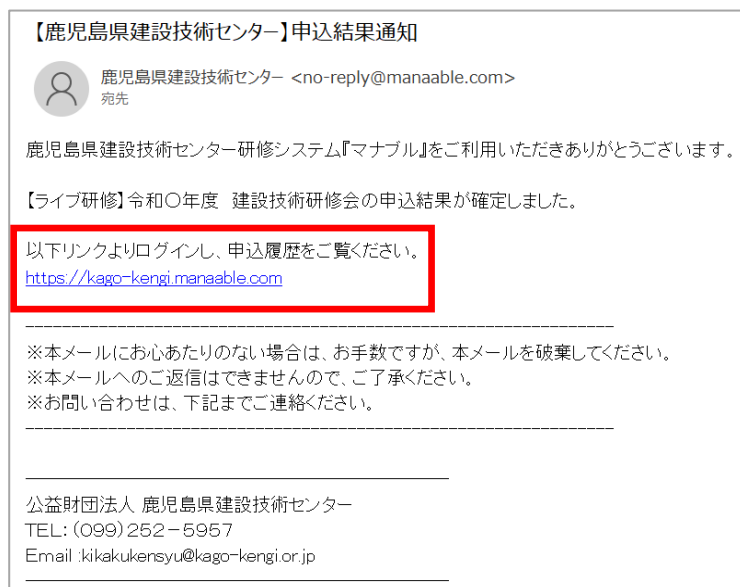 【鹿児島県建設技術センター】申込結果通知
鹿児島県建設技術センター <no-reply@manaable.com>
宛先
鹿児島県建設技術センター研修システム『マナブル』をご利用いただきありがとうございます。
【ライブ研修】令和〇年度 建設技術研修会の申込結果が確定しました。
以下リンクよりログインし、申込履歴をご覧ください。
https://kago-kengi.manaable.com
----------------------------------------------------------------
※本メールにお心あたりのない場合は、お手数ですが、本メールを破棄してください。
※本メールへのご返信はできませんので、ご了承ください。
※お問い合わせは、下記までご連絡ください。
----------------------------------------------------------------
公益財団法人 鹿児島県建設技術センター
TEL:(099)252-5957
Email :kikakukensyu@kago-kengi.or.jp